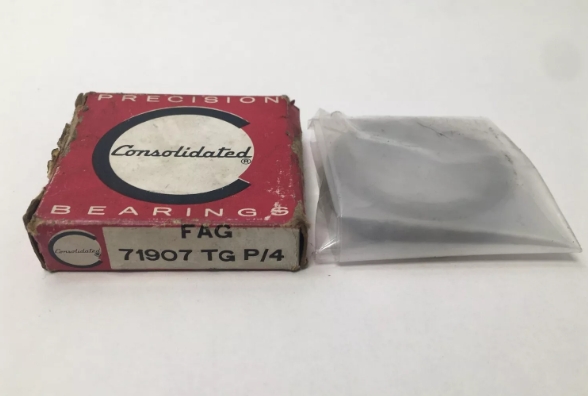 PRECISION
Consolidated®
BEARINGS
FAG
Consolidated
71907 TG P/4